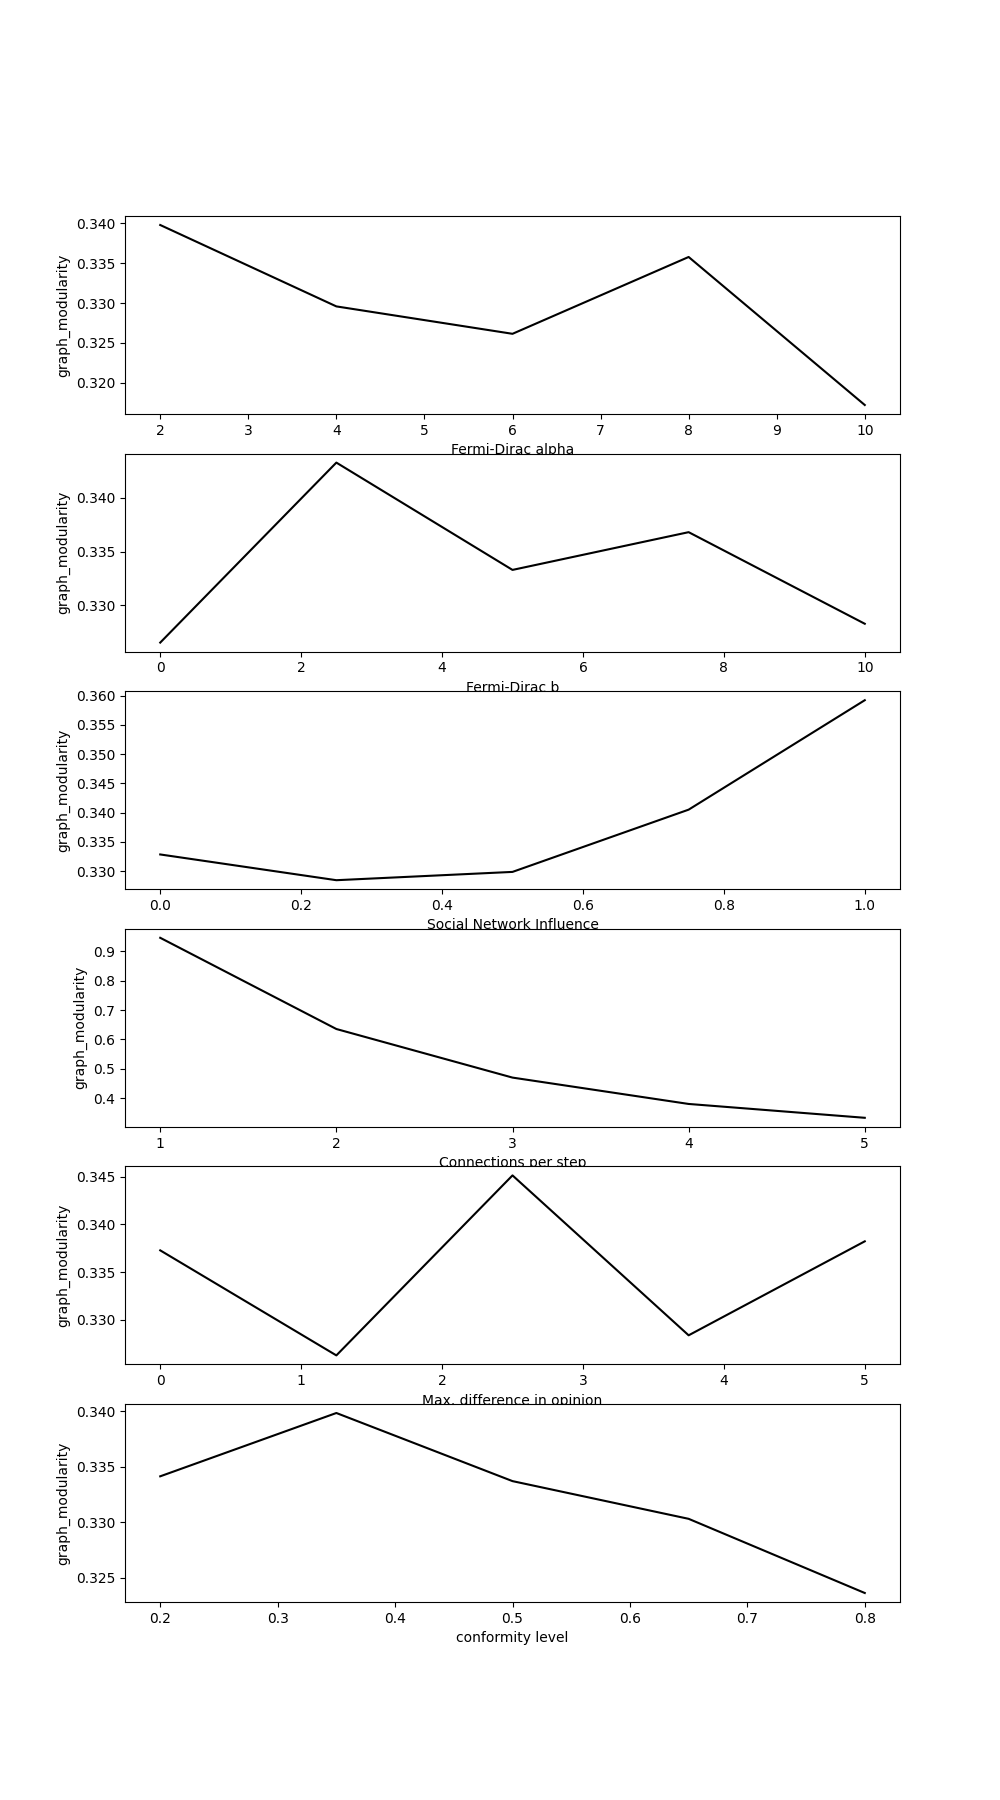 0.340
0.335
0.330
0.325
0.320
graph_modularity
2 3 4 5 6 7 8 9 10
Fermi-Dirac alpha
0.340
0.335
0.330
graph_modularity
0 2 4 6 8 10
Fermi-Dirac b
0.360
0.355
0.350
0.345
0.340
0.335
0.330
graph_modularity
0.0 0.2 0.4 0.6 0.8 1.0
Social Network Influence
0.9
0.8
0.7
0.6
0.5
0.4
graph_modularity
1 2 3 4 5
Connections per step
0.345
0.340
0.335
0.330
graph_modularity
0 1 2 3 4 5
Max. difference in opinion
0.340
0.335
0.330
0.325
graph_modularity
0.2 0.3 0.4 0.5 0.6 0.7 0.8
conformity level